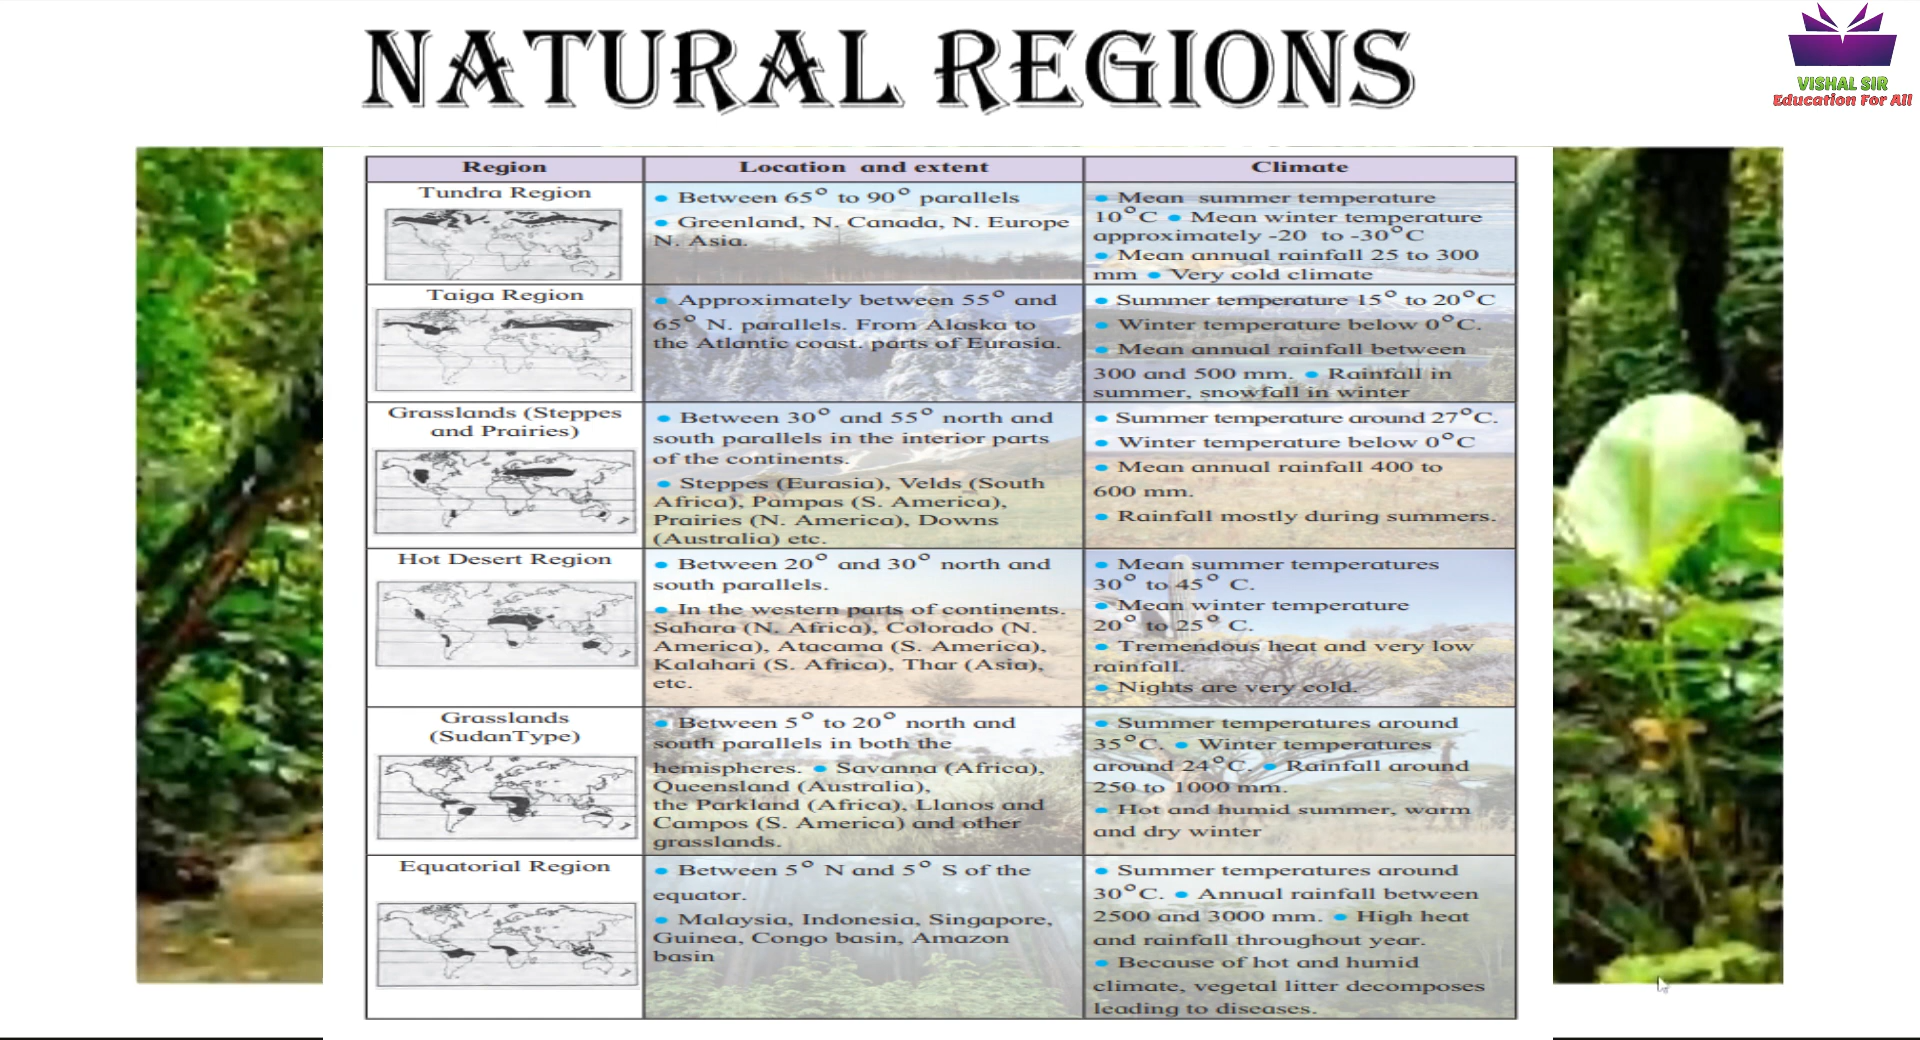 NATURAL REGIONS
VISHAL SIR
Education For All
Region
Location and extent
Climate
Tundra Region
• Between 65° to 90° parallels
• Greenland, N. Canada, N. Europe
N. Asia.
• Mean summer temperature
10°C • Mean winter temperature
approximately -20 to -30°C
• Mean annual rainfall 25 to 300
mm • Very cold climate
Taiga Region
• Approximately between 55° and
65° N. parallels. From Alaska to
the Atlantic coast. parts of Eurasia.
• Summer temperature 15° to 20°C
• Winter temperature below 0°C.
• Mean annual rainfall between
300 and 500 mm. • Rainfall in
summer, snowfall in winter
Grasslands (Steppes
and Prairies)
• Between 30° and 55° north and
south parallels in the interior parts
of the continents.
• Steppes (Eurasia), Velds (South
Africa), Pampas (S. America),
Prairies (N. America), Downs
(Australia) etc.
• Summer temperature around 27°C.
• Winter temperature below 0°C
• Mean annual rainfall 400 to
600 mm.
• Rainfall mostly during summers.
Hot Desert Region
• Between 20° and 30° north and
south parallels.
• In the western parts of continents.
Sahara (N. Africa), Colorado (N.
America), Atacama (S. America),
Kalahari (S. Africa), Thar (Asia),
etc.
• Mean summer temperatures
30° to 45° C.
• Mean winter temperature
20° to 25° C.
• Tremendous heat and very low
rainfall.
• Nights are very cold.
Grasslands
(SudanType)
• Between 5° to 20° north and
south parallels in both the
hemispheres. • Savanna (Africa),
Queensland (Australia),
the Parkland (Africa), Llanos and
Campos (S. America) and other
grasslands.
• Summer temperatures around
35°C. • Winter temperatures
around 24°C. • Rainfall around
250 to 1000 mm.
• Hot and humid summer, warm
and dry winter
Equatorial Region
• Between 5° N and 5° S of the
equator.
• Malaysia, Indonesia, Singapore,
Guinea, Congo basin, Amazon
basin
• Summer temperatures around
30°C. • Annual rainfall between
2500 and 3000 mm. • High heat
and rainfall throughout year.
• Because of hot and humid
climate, vegetal litter decomposes
leading to diseases.